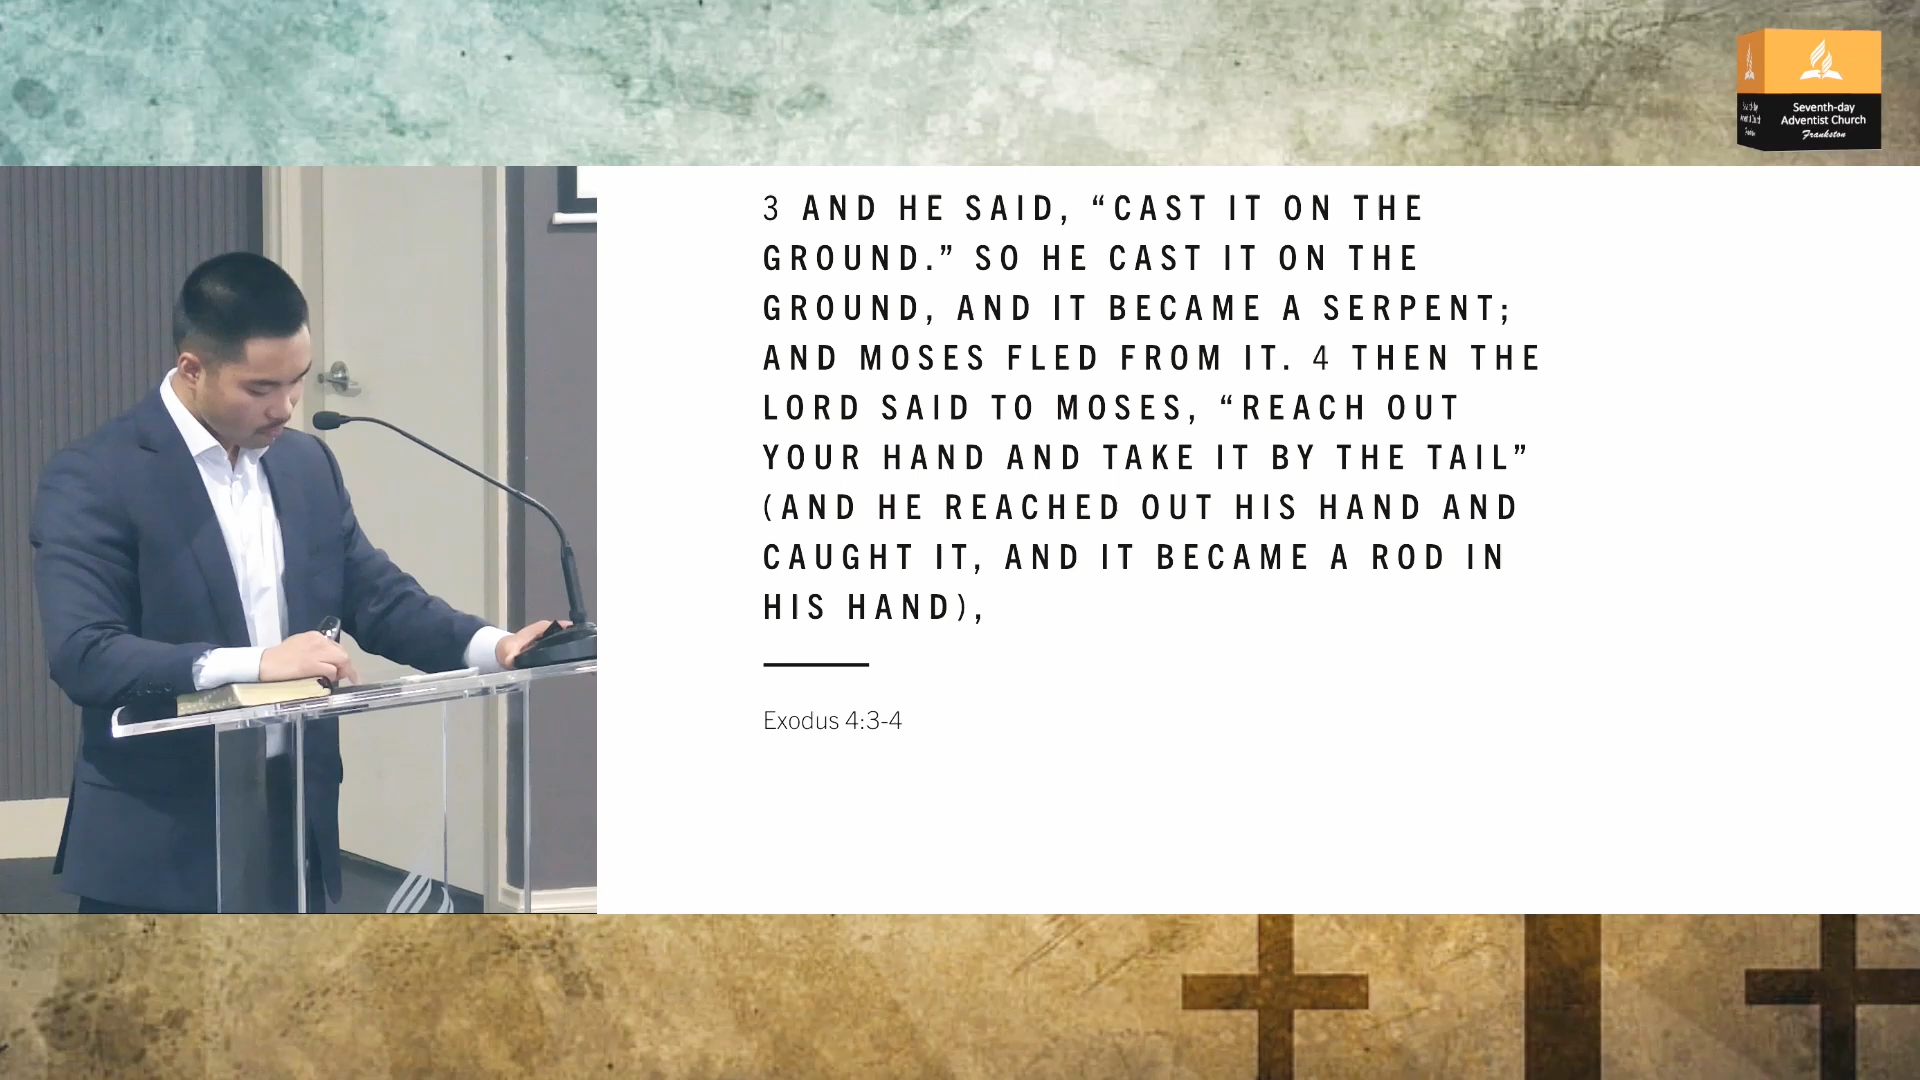 Seventh-day
Adventist Church
Frankston
3 AND HE SAID, “CAST IT ON THE
GROUND.” SO HE CAST IT ON THE
GROUND, AND IT BECAME A SERPENT;
AND MOSES FLED FROM IT. 4 THEN THE
LORD SAID TO MOSES, “REACH OUT
YOUR HAND AND TAKE IT BY THE TAIL”
(AND HE REACHED OUT HIS HAND AND
CAUGHT IT, AND IT BECAME A ROD IN
HIS HAND),
Exodus 4:3-4